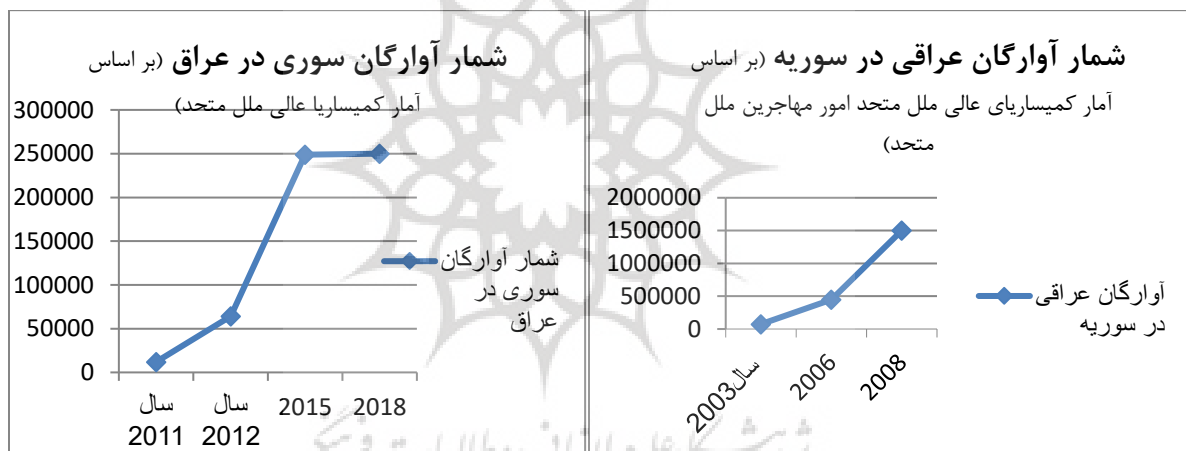 شمار آوارگان عراقی در سوریه (بر اساس
آمار کمیساریای عالی ملل متحد امور مهاجرین ملل
متحد)
2000000
1500000
1000000
500000
0
سال2003
2006
2008
آوارگان عراقی
در سوریه
شمار آوارگان سوری در عراق (بر اساس
آمار کمیساریا عالی ملل متحد)
300000
250000
200000
150000
100000
50000
0
سال
2011
سال
2012
2015
2018
شمار آوارگان
سوری در
عراق